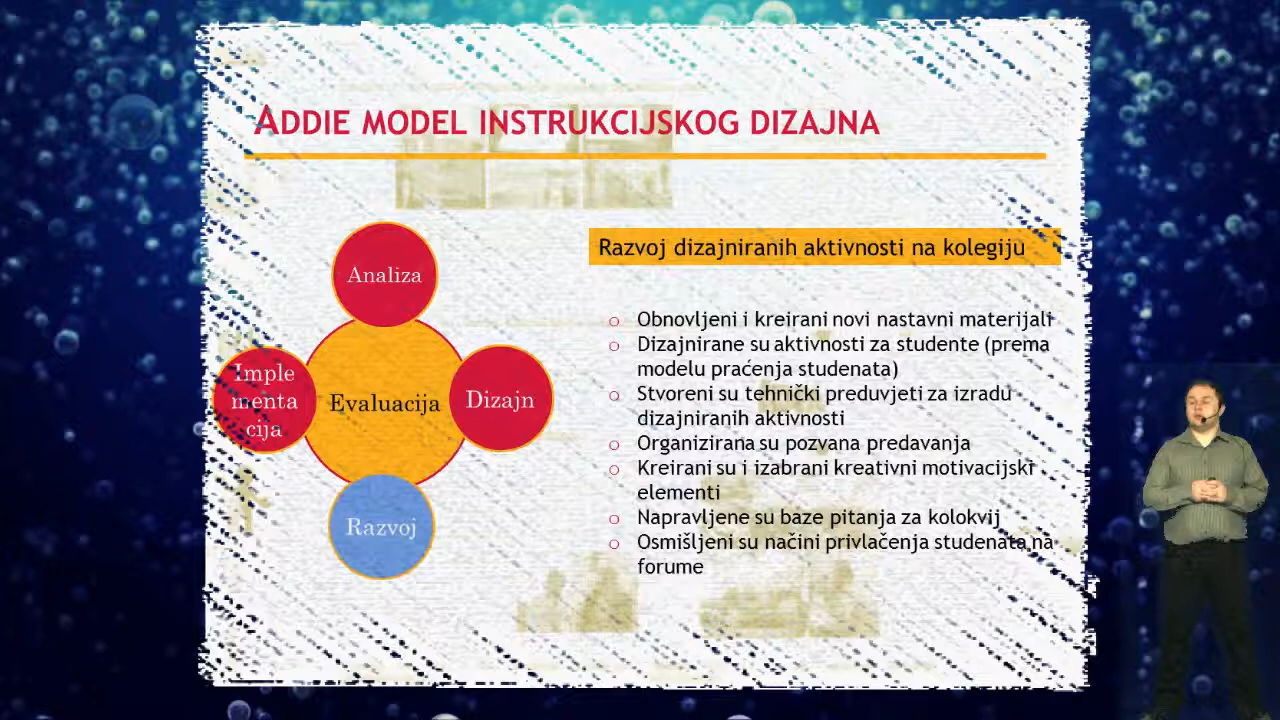 ADDIE MODEL INSTRUKCIJSKOG DIZAJNA
Analiza
Imple
menta
cija
Evaluacija
Dizajn
Razvoj
Razvoj dizajniranih aktivnosti na kolegiju
Obnovljeni i kreirani novi nastavni materijali
Dizajnirane su aktivnosti za studente (prema
modelu praćenja studenata)
Stvoreni su tehnički preduvjeti za izradu
dizajniranih aktivnosti
Organizirana su pozvana predavanja
Kreirani su i izabrani kreativni motivacijski
elementi
Napravljene su baze pitanja za kolokvij
Osmišljeni su načini privlačenja studenata na
forume